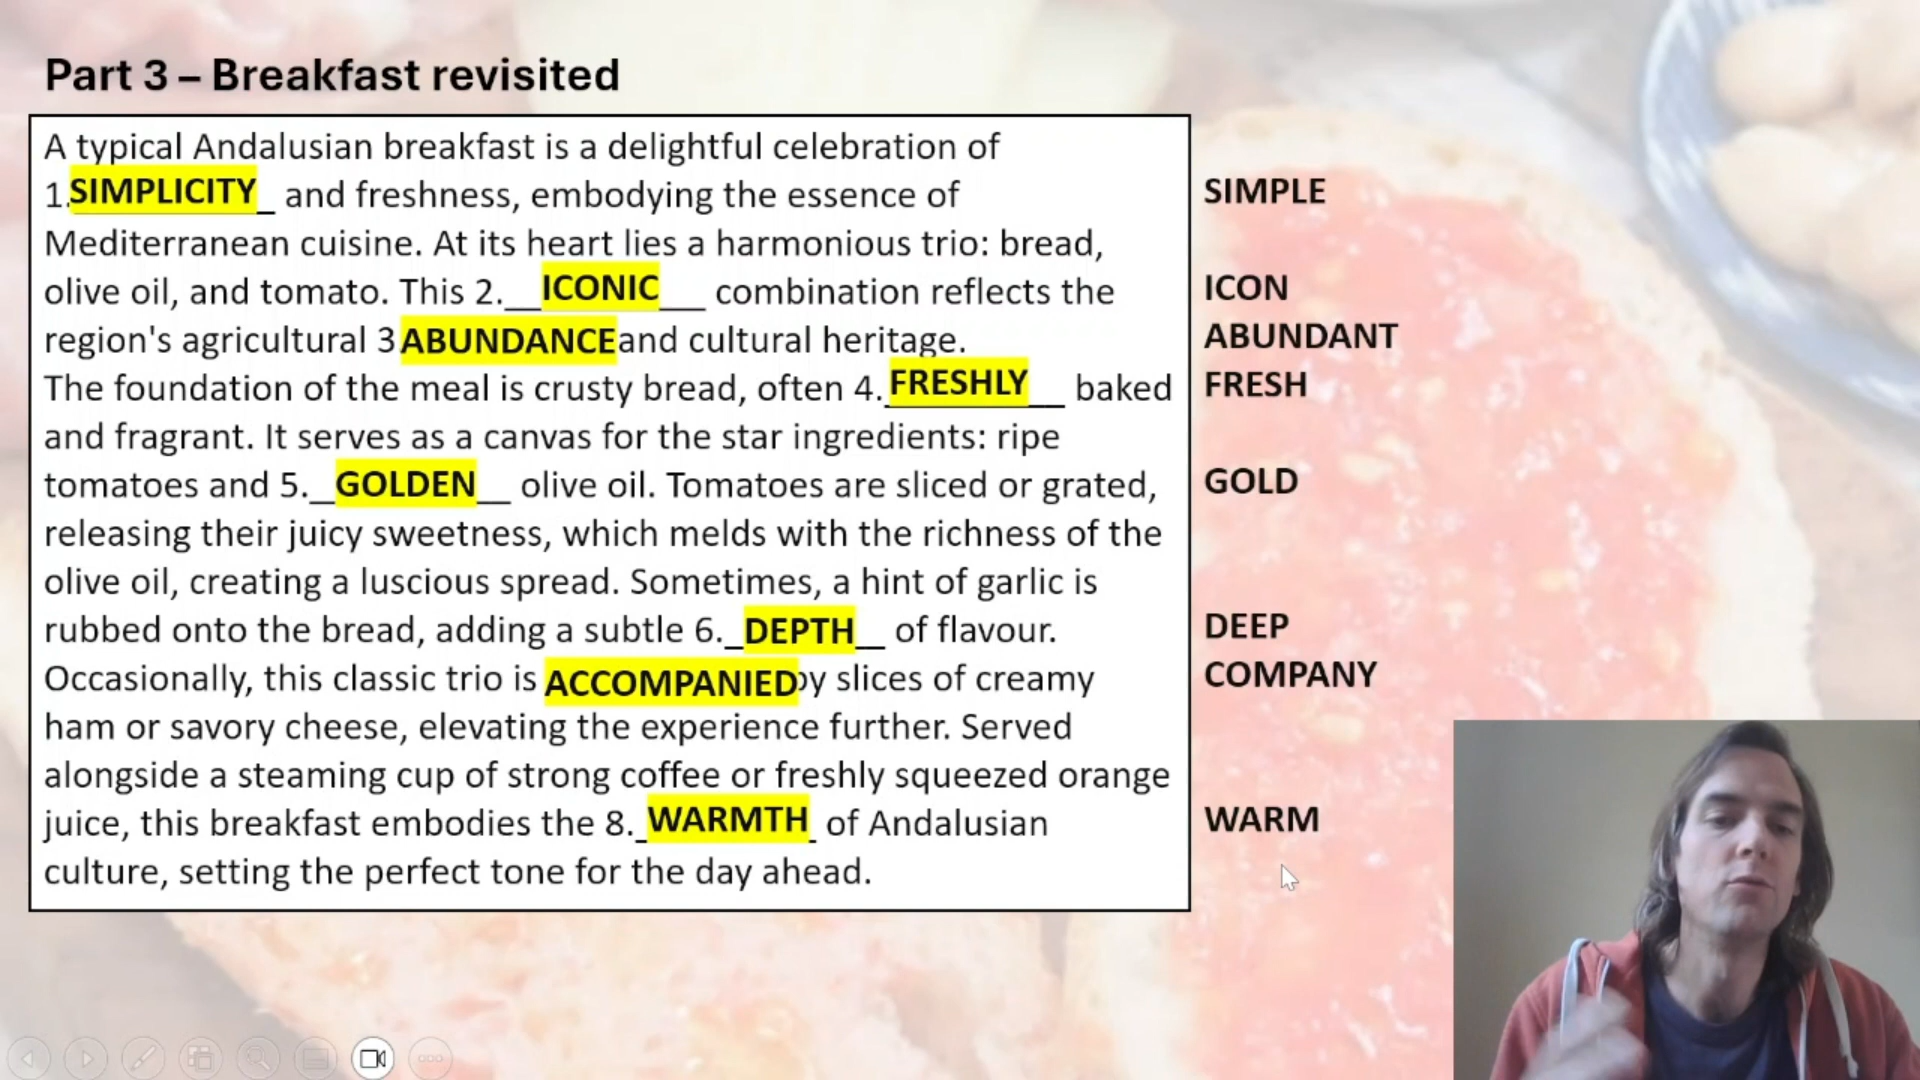 Part 3 – Breakfast revisited
A typical Andalusian breakfast is a delightful celebration of
1.SIMPLICITY_ and freshness, embodying the essence of
Mediterranean cuisine. At its heart lies a harmonious trio: bread,
olive oil, and tomato. This 2.__ICONIC__ combination reflects the
region's agricultural 3 ABUNDANCE and cultural heritage.
The foundation of the meal is crusty bread, often 4._FRESHLY__ baked
and fragrant. It serves as a canvas for the star ingredients: ripe
tomatoes and 5._GOLDEN__ olive oil. Tomatoes are sliced or grated,
releasing their juicy sweetness, which melds with the richness of the
olive oil, creating a luscious spread. Sometimes, a hint of garlic is
rubbed onto the bread, adding a subtle 6._DEPTH__ of flavour.
Occasionally, this classic trio is ACCOMPANIED by slices of creamy
ham or savory cheese, elevating the experience further. Served
alongside a steaming cup of strong coffee or freshly squeezed orange
juice, this breakfast embodies the 8._WARMTH_ of Andalusian
culture, setting the perfect tone for the day ahead.
SIMPLE
ICON
ABUNDANT
FRESH
GOLD
DEEP
COMPANY
WARM